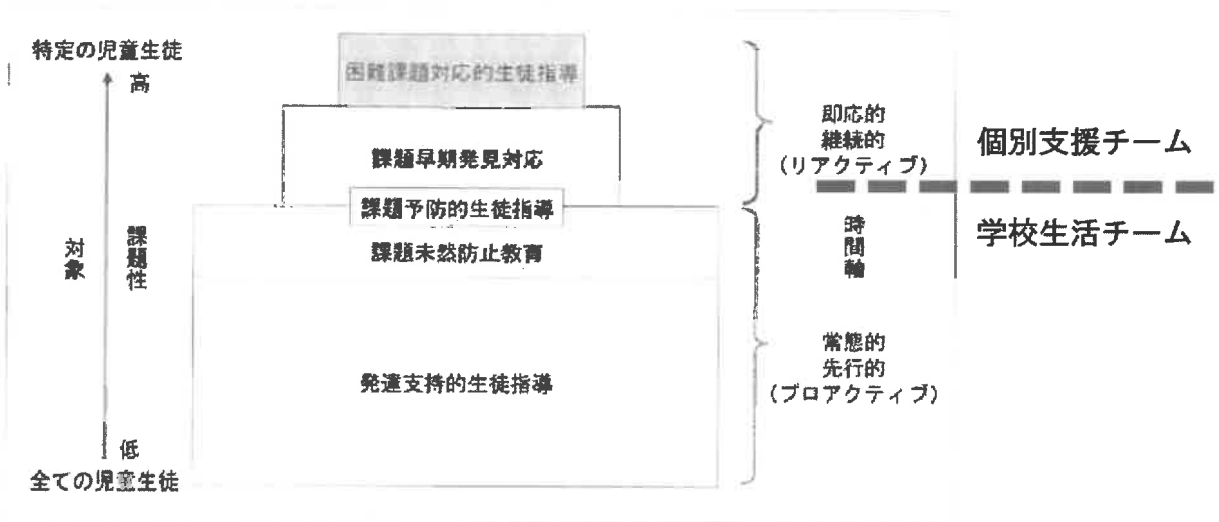 特定の児童生徒
高
対象
課題性
低
全ての児童生徒
困難課題対応的生徒指導
課題早期発見対応
課題予防的生徒指導
課題未然防止教育
発達支持的生徒指導
即応的
継続的
(リアクティブ)
時間軸
常態的
先行的
(プロアクティブ)
個別支援チーム
学校生活チーム